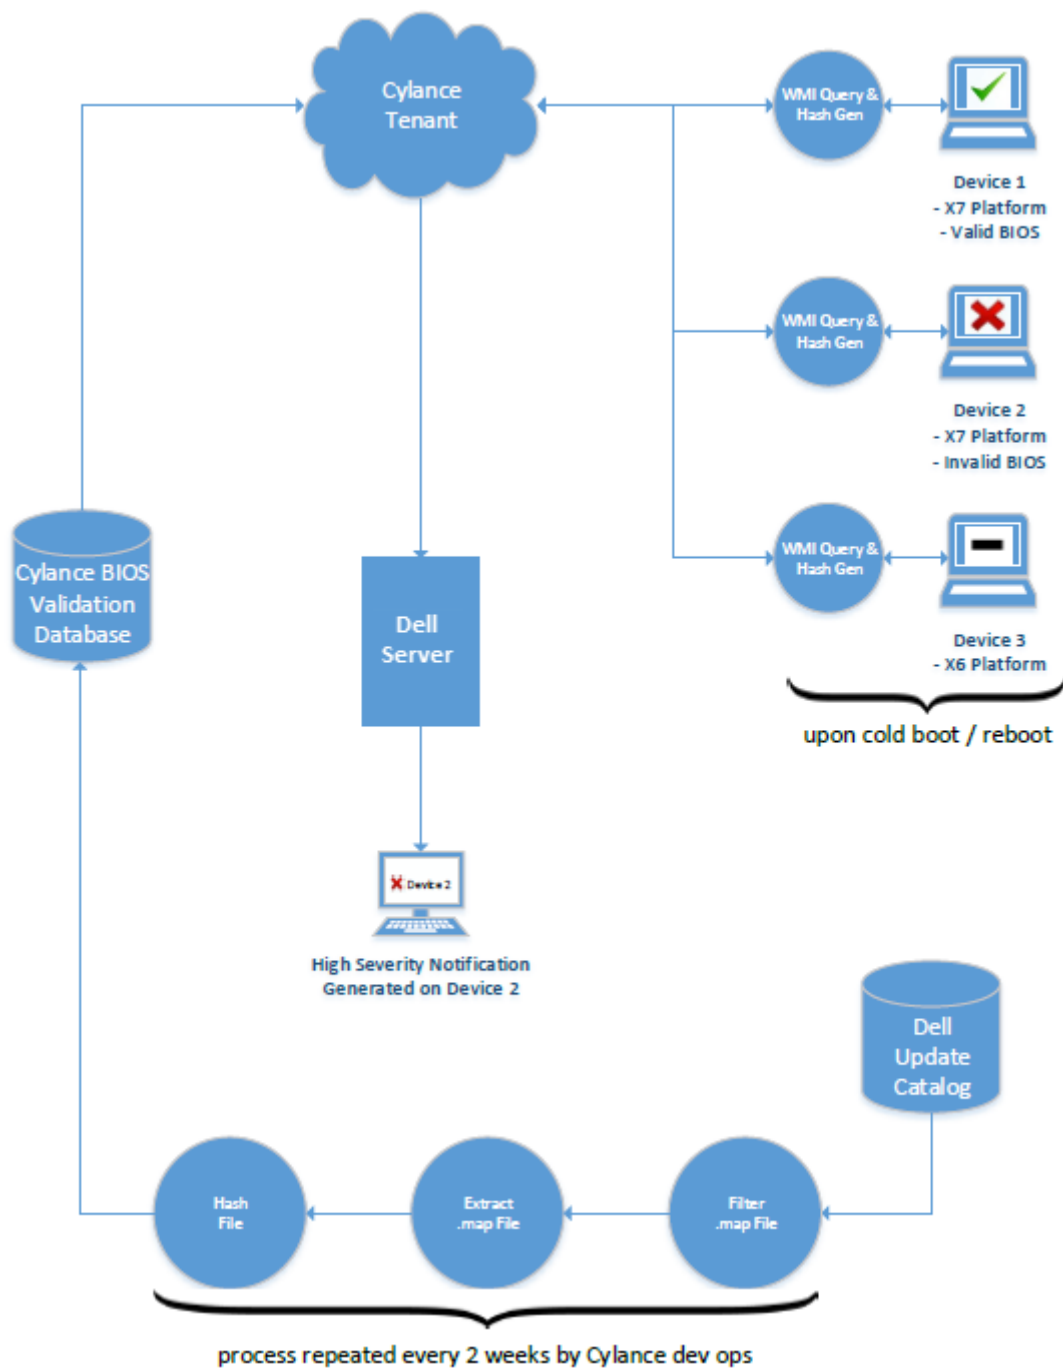 Cylance
Tenant
WMI Query &
Hash Gen
Device 1
- X7 Platform
- Valid BIOS
WMI Query &
Hash Gen
Device 2
- X7 Platform
- Invalid BIOS
WMI Query &
Hash Gen
Device 3
- X6 Platform
upon cold boot / reboot
Cylance BIOS
Validation
Database
Dell
Server
Device 2
High Severity Notification
Generated on Device 2
Dell
Update
Catalog
Hash
File
Extract
.map File
Filter
.map File
process repeated every 2 weeks by Cylance dev ops